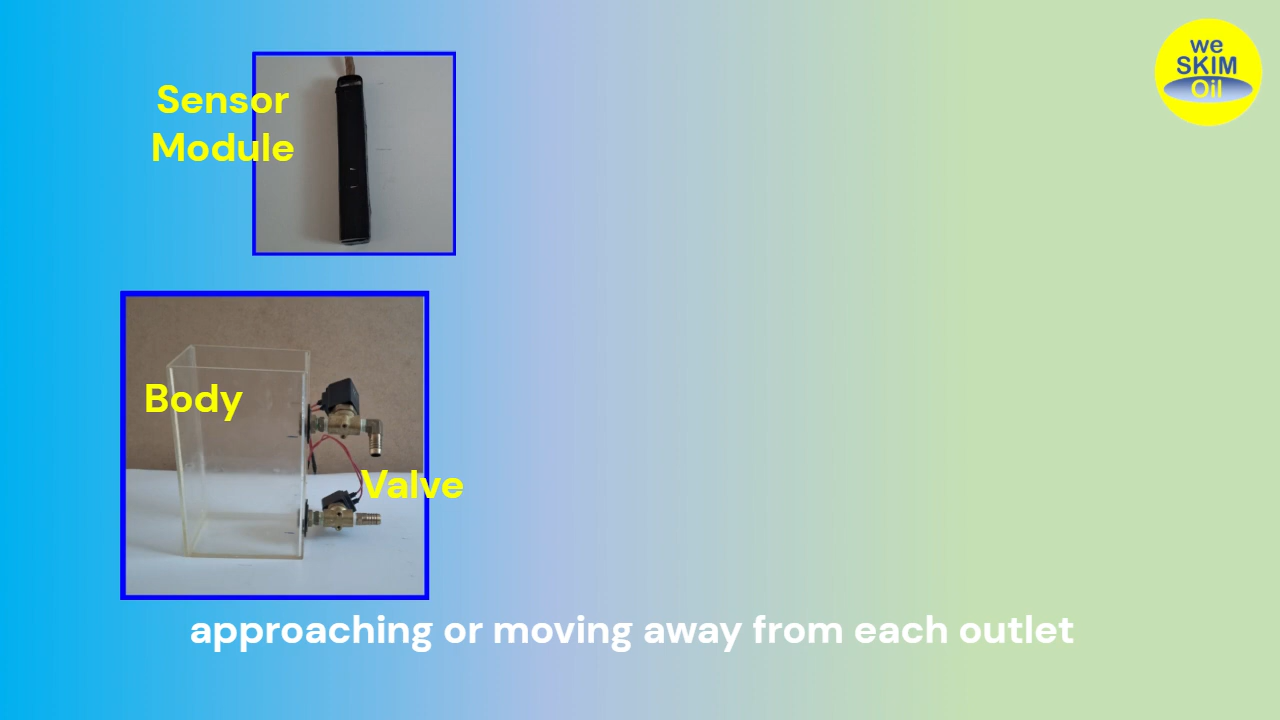 we
SKIM
Oil
Sensor
Module
Body
Valve
approaching or moving away from each outlet